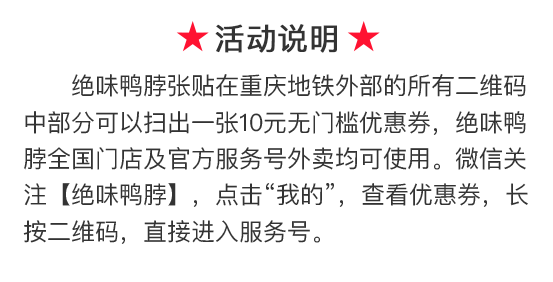 ★活动说明★
绝味鸭脖张贴在重庆地铁外部的所有二维码
中部分可以扫出一张10元无门槛优惠券，绝味鸭
脖全国门店及官方服务号外卖均可使用。微信关
注【绝味鸭脖】，点击“我的”，查看优惠券，长
按二维码，直接进入服务号。